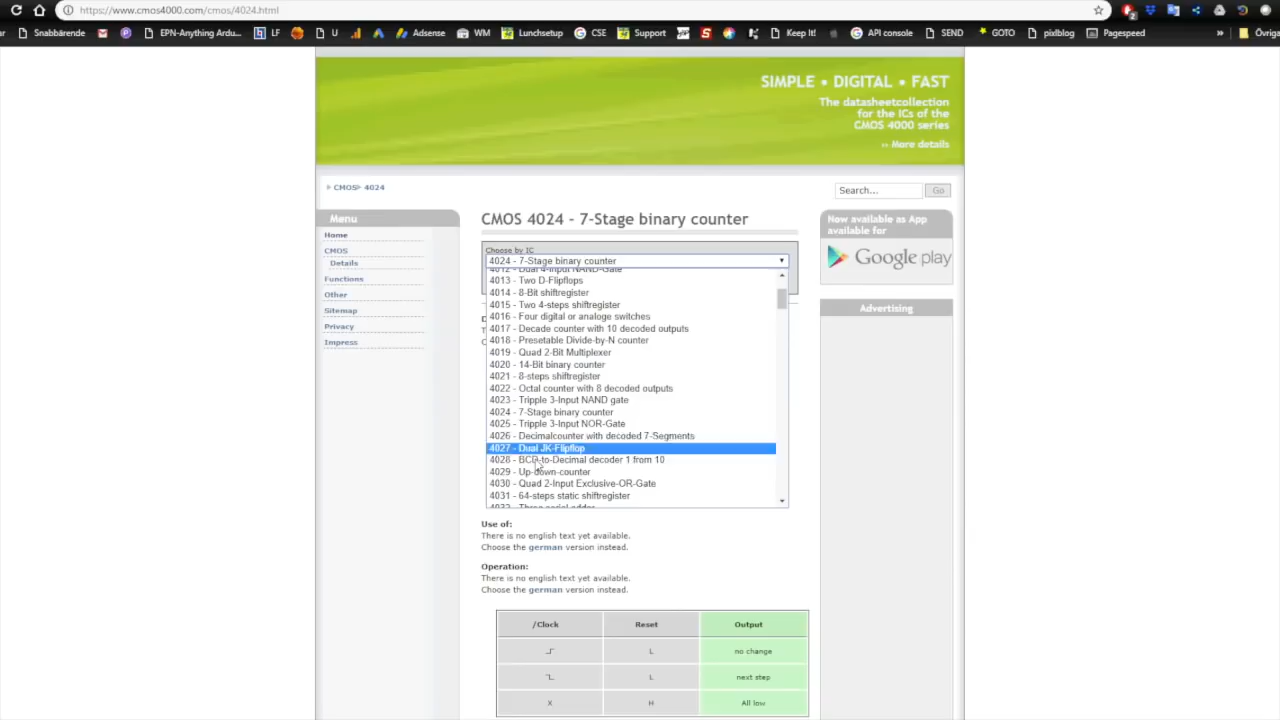 https://www.cmos4000.com/cmos/4024.html
2
Snabbärende
EPN-Anything Ardu...
LF
U
Adsense
WM
Lunchsetup
CSE
Support
Keep It!
API console
SEND
GOTO
pixlblog
Pagespeed
»
Övriga
SIMPLE • DIGITAL • FAST
The datasheetcollection
for the ICs of the
CMOS 4000 series
» More details
CMOS
4024
Search...
Go
Menu
Home
CMOS
Details
Functions
Other
Sitemap
Privacy
Impress
CMOS 4024 - 7-Stage binary counter
Choose by IC
4024 - 7-Stage binary counter
4012 - Dual 4-Input NAND-Gate
4013 - Two D-Flipflops
4014 - 8-Bit shiftregister
4015 - Two 4-steps shiftregister
4016 - Four digital or analoge switches
4017 - Decade counter with 10 decoded outputs
4018 - Presetable Divide-by-N counter
4019 - Quad 2-Bit Multiplexer
4020 - 14-Bit binary counter
4021 - 8-steps shiftregister
4022 - Octal counter with 8 decoded outputs
4023 - Tripple 3-Input NAND gate
4024 - 7-Stage binary counter
4025 - Tripple 3-Input NOR-Gate
4026 - Decimalcounter with decoded 7-Segments
4027 - Dual JK-Flipflop
4028 - BCD-to-Decimal decoder 1 from 10
4029 - Up-down-counter
4030 - Quad 2-Input Exclusive-OR-Gate
4031 - 64-steps static shiftregister
Use of:
There is no english text yet available.
Choose the german version instead.
Operation:
There is no english text yet available.
Choose the german version instead.
/Clock Reset Output
L no change
L next step
X H All low
Now available as App
available for
Google play
Advertising